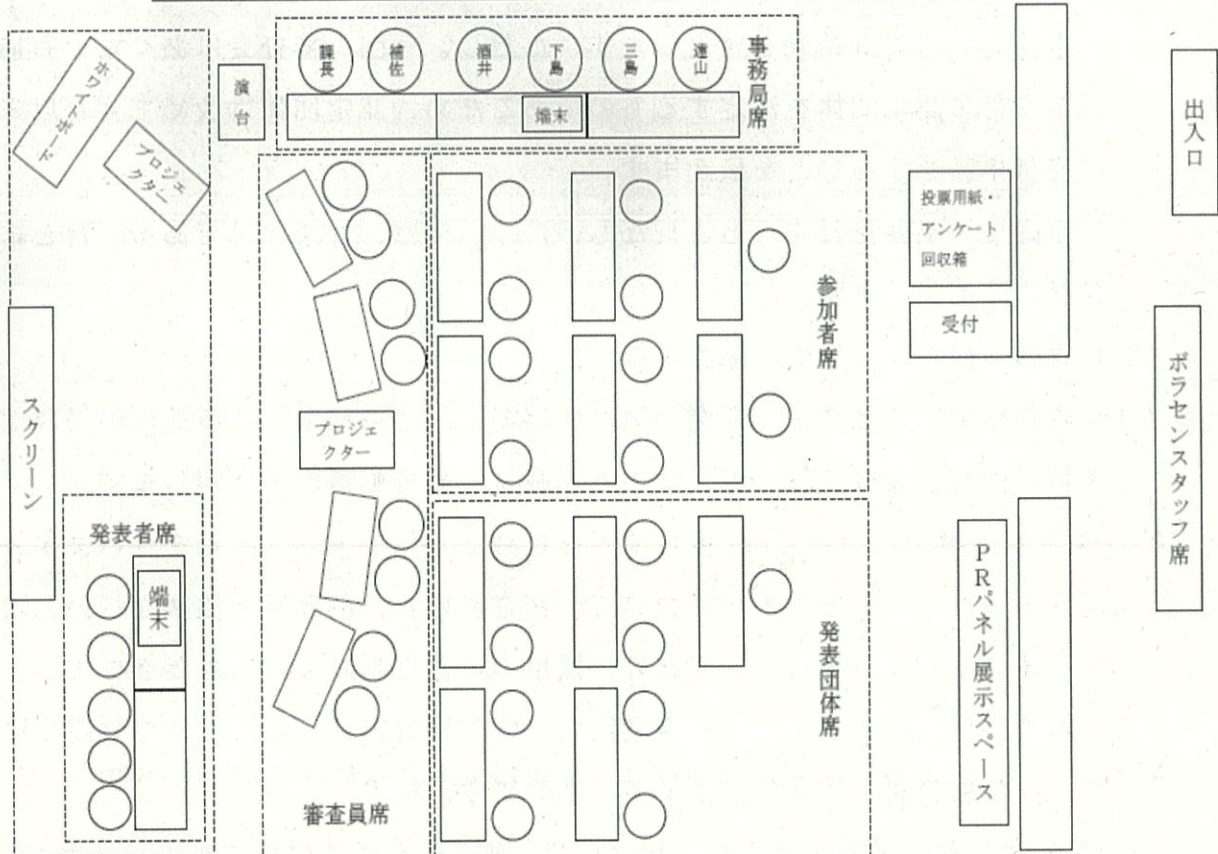 ホワイトボード
プロジェ
クター
演台
課長
補佐
酒井
下島
三島
遠山
端末
事務局席
出入口
投票用紙・
アンケート
回収箱
受付
参加者席
ボラセンスタッフ席
スクリーン
プロジェ
クター
発表者席
端末
審査員席
発表団体席
PRパネル展示スペース